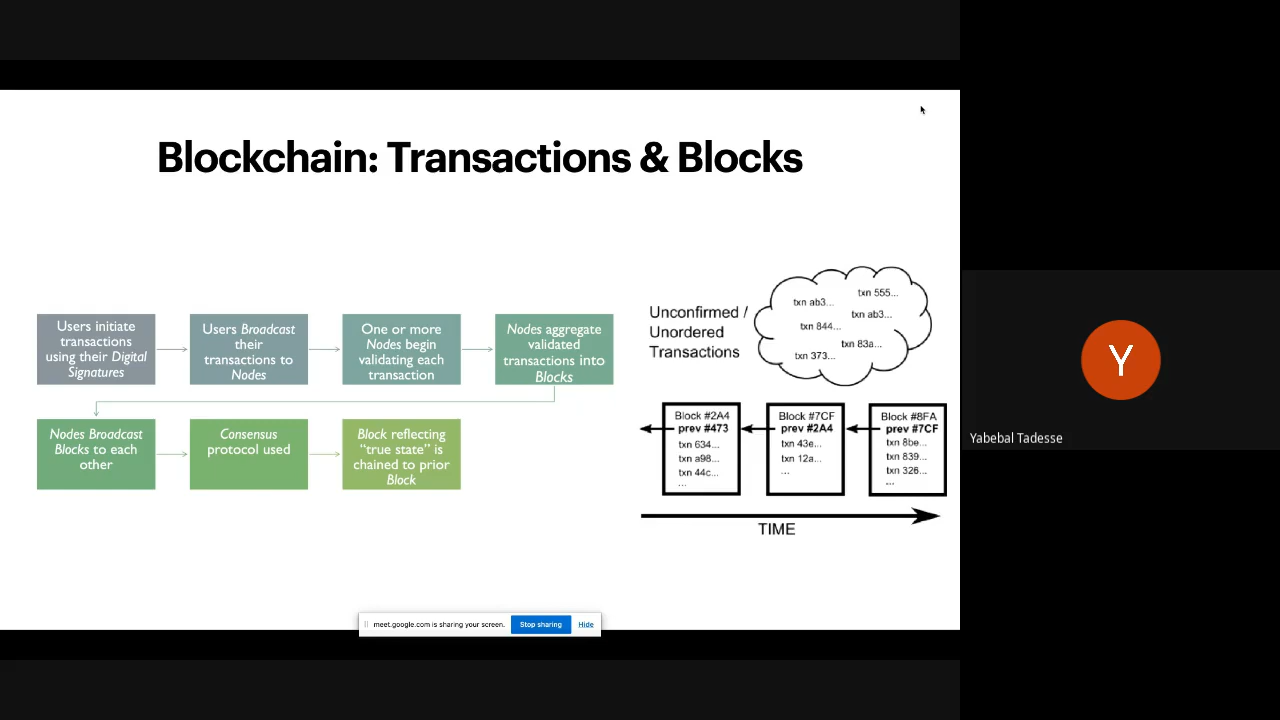 Blockchain: Transactions & Blocks
Users initiate
transactions
using their Digital
Signatures
Users Broadcast
their
transactions to
Nodes
One or more
Nodes begin
validating each
transaction
Nodes aggregate
validated
transactions into
Blocks
Nodes Broadcast
Blocks to each
other
Consensus
protocol used
Block reflecting
“true state” is
chained to prior
Block
Unconfirmed /
Unordered
Transactions
txn 555...
txn ab3...
txn ab3...
txn 844...
txn 83a...
txn 373...
Block #2A4
prev #473
txn 634...
txn a98...
txn 44c...
...
Block #7CF
prev #2A4
txn 43e...
txn 12a...
...
Block #8FA
prev #7CF
txn 8be...
txn 839...
txn 326...
...
TIME
meet.google.com is sharing your screen.
Stop sharing
Hide
Y
Yabebal Tadesse